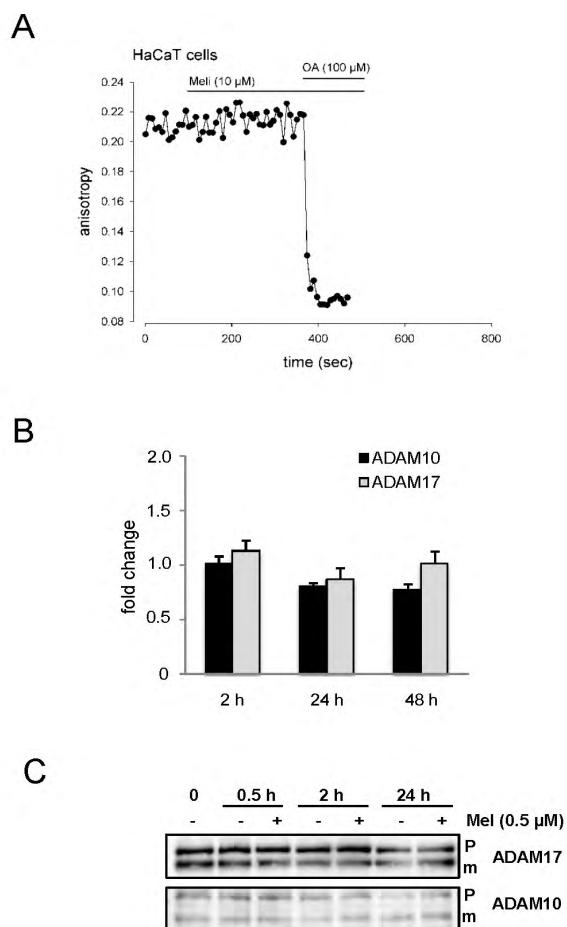 A
HaCaT cells
OA (100 µM)
Meli (10 µM)
0.24
0.22
0.20
0.18
0.16
0.14
0.12
0.10
0.08
anisotropy
0 200 400 600 800
time (sec)
B
2.0
1.5
1.0
0.5
0
fold change
ADAM10
ADAM17
2 h 24 h 48 h
C
0 0.5 h 2 h 24 h
- - + - + - + Mel (0.5 µM)
P
m
ADAM17
P
m
ADAM10